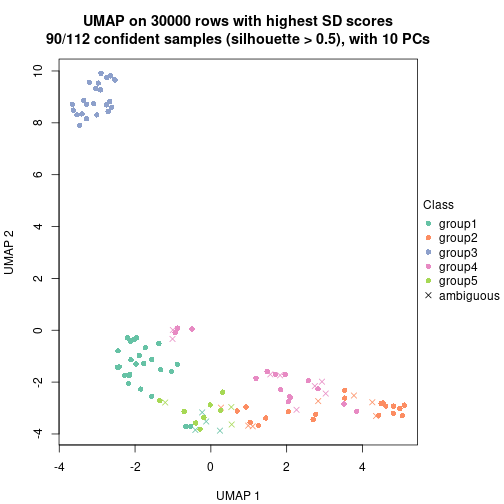 UMAP on 30000 rows with highest SD scores
90/112 confident samples (silhouette > 0.5), with 10 PCs
10
8
6
4
2
0
-2
-4
UMAP 2
-4
-2
0
2
4
UMAP 1
Class
group1
group2
group3
group4
group5
ambiguous